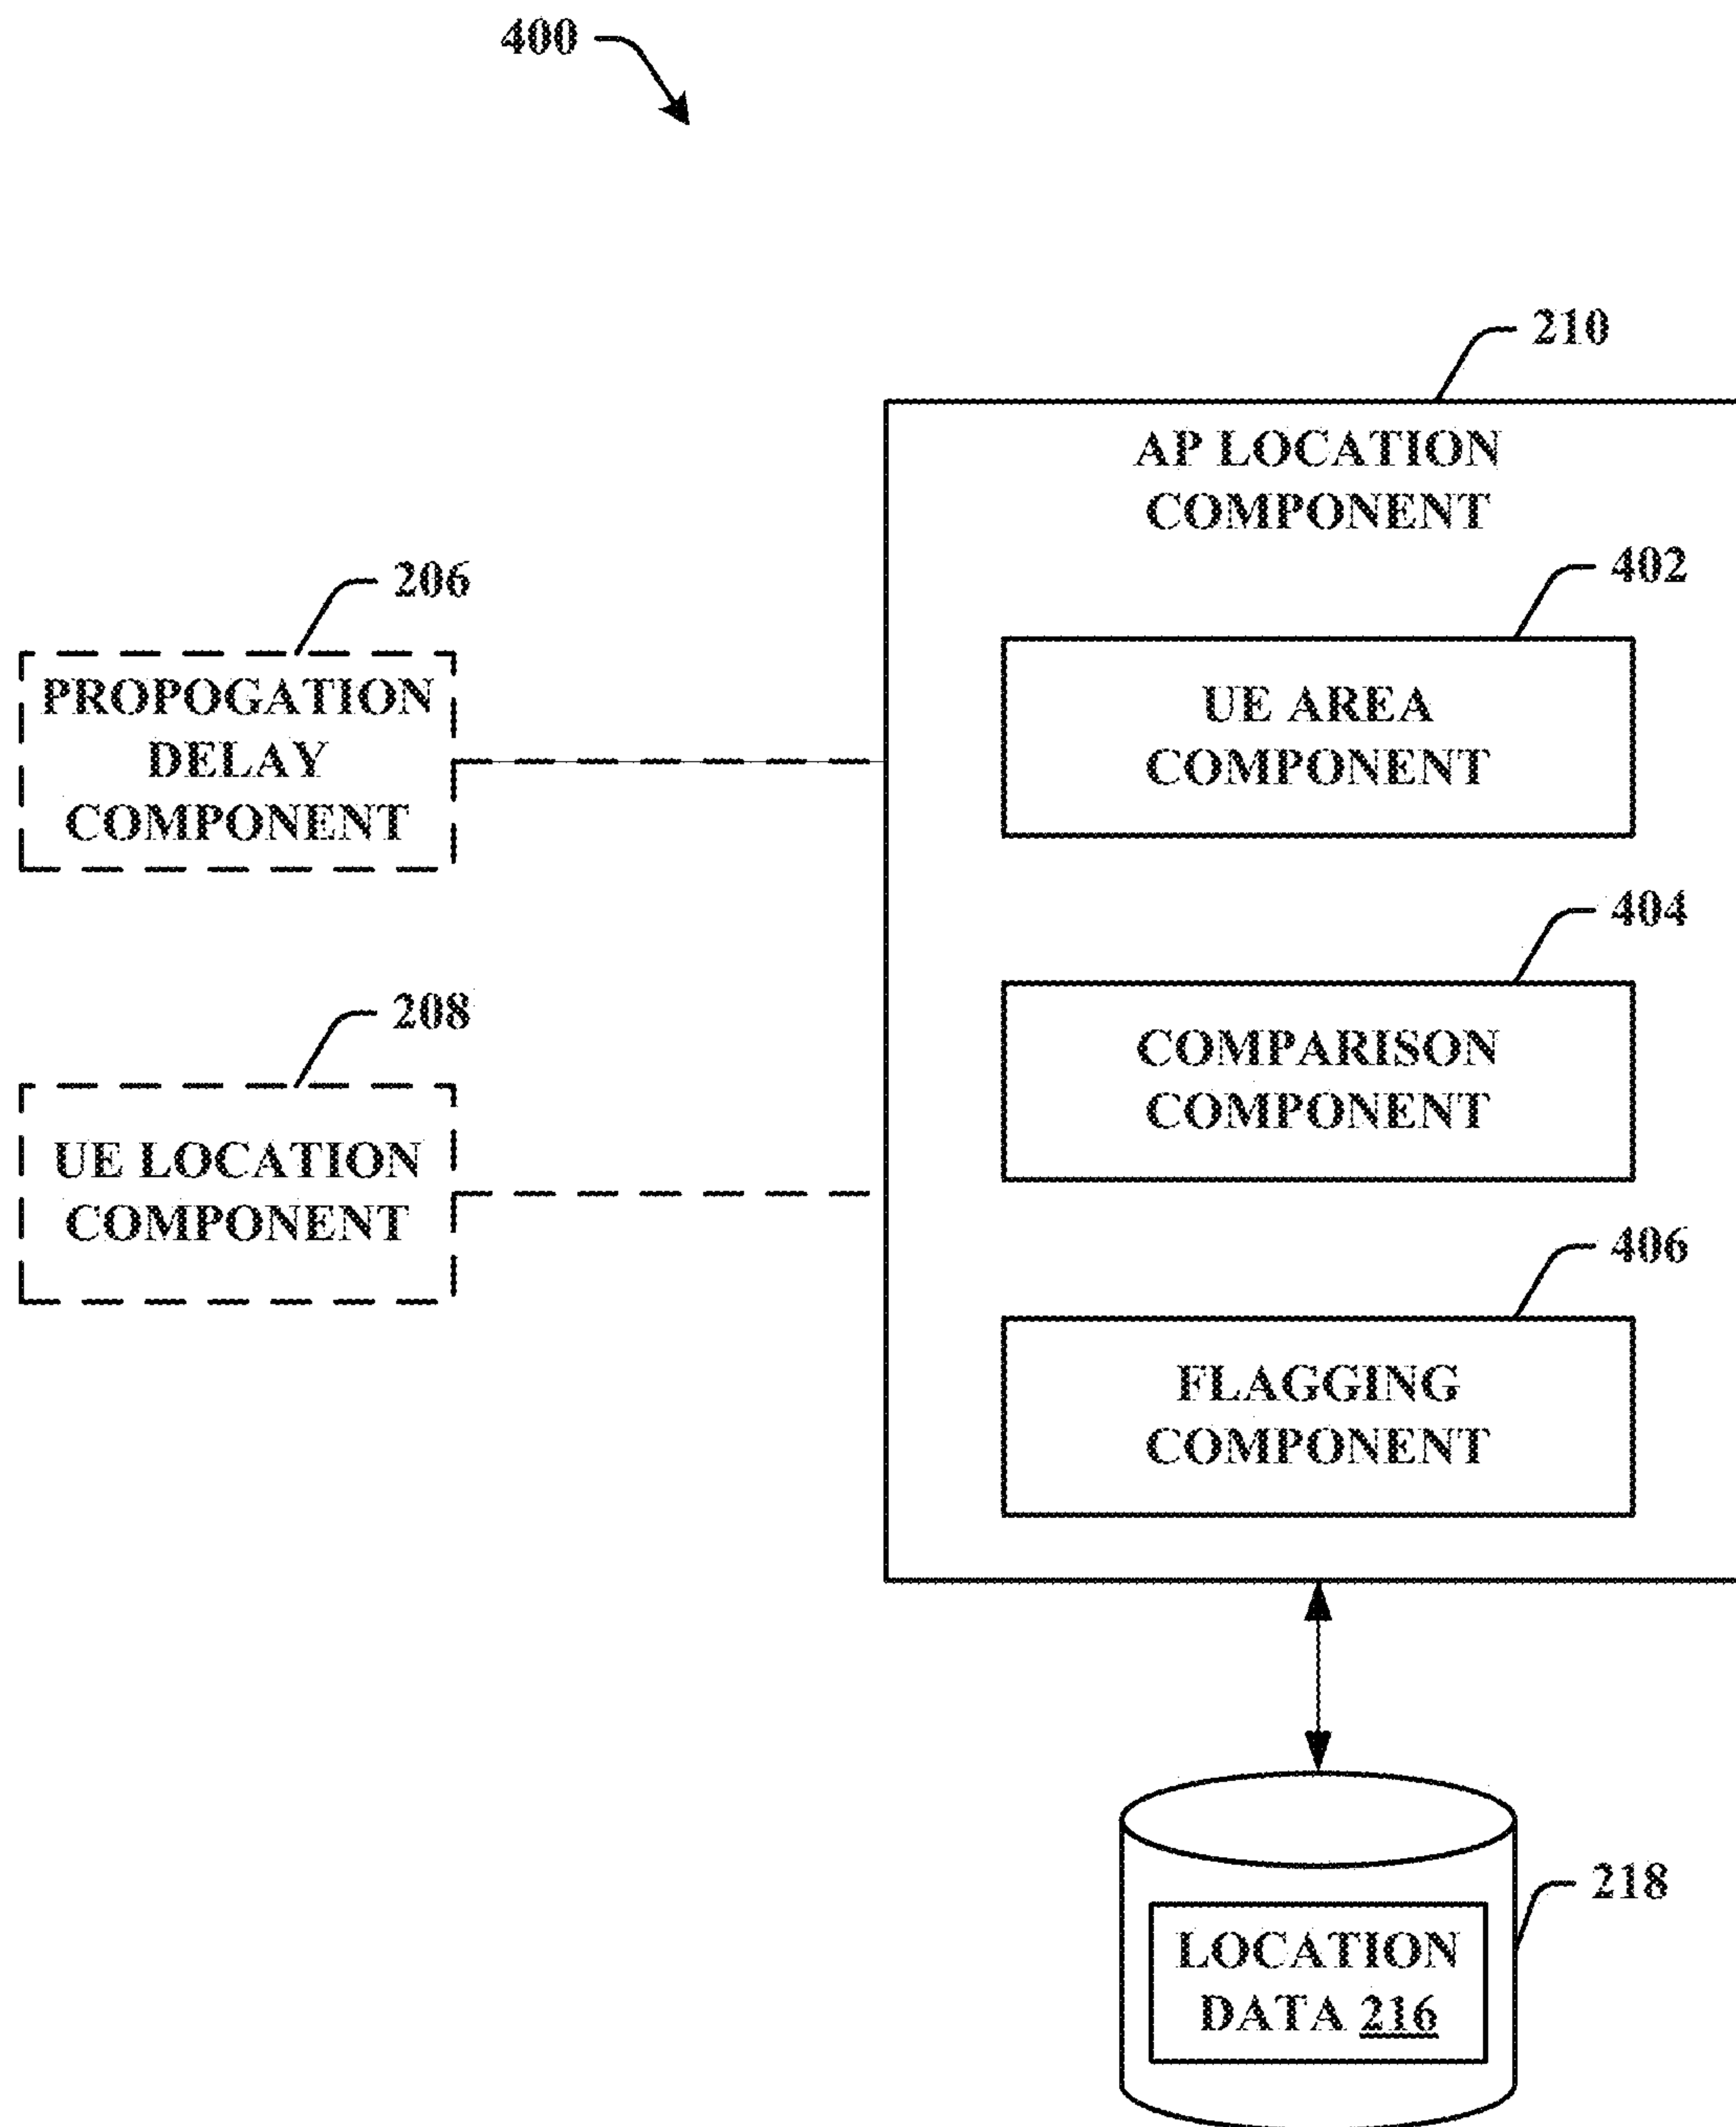 400
210
AP LOCATION
COMPONENT
402
UE AREA
COMPONENT
206
PROPOGATION
DELAY
COMPONENT
404
COMPARISON
COMPONENT
208
UE LOCATION
COMPONENT
406
FLAGGING
COMPONENT
218
LOCATION
DATA 216